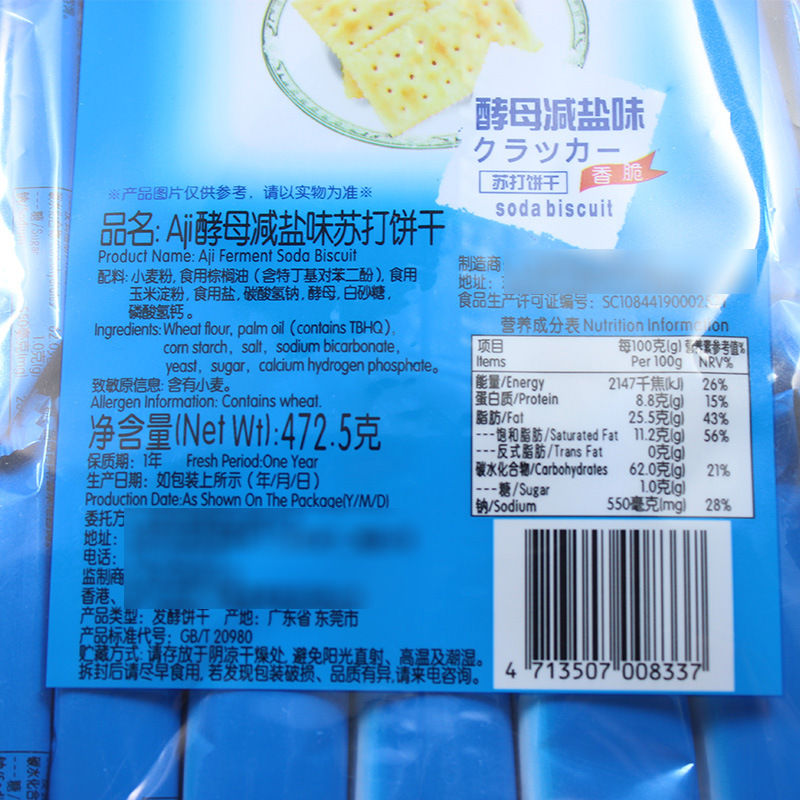 酵母减盐味
クラッカー
苏打饼干
香脆
soda biscuit
※产品图片仅供参考，请以实物为准※
品名: Aji酵母减盐味苏打饼干
Product Name: Aji Ferment Soda Biscuit
配料: 小麦粉, 食用棕榈油（含特丁基对苯二酚）, 食用
玉米淀粉, 食用盐, 碳酸氢钠, 酵母, 白砂糖,
磷酸氢钙。
Ingredients: Wheat flour, palm oil (contains TBHQ),
corn starch, salt, sodium bicarbonate,
yeast, sugar, calcium hydrogen phosphate。
致敏原信息: 含有小麦。
Allergen Information: Contains wheat.
净含量(Net Wt):472.5克
保质期: 1年 Fresh Period:One Year
生产日期: 如包装上所示（年/月/日）
Production Date:As Shown On The Package(Y/M/D)
委托方
地址:
电话:
监制商
香港、
产品类型: 发酵饼干 产地: 广东省 东莞市
产品标准代号: GB/T 20980
贮藏方式: 请存放于阴凉干燥处, 避免阳光直射、高温及潮湿。
拆封后请尽早食用, 若发现包装破损、品质有异,请来电咨询。
制造商
地址:
食品生产许可证编号: SC1084419000
营养成分表 Nutrition Information
项目 每100克(g) 营养素参考值%
Items Per 100g NRV%
能量/Energy 2147千焦(kJ) 26%
蛋白质/Protein 8.8克(g) 15%
脂肪/Fat 25.5克(g) 43%
---饱和脂肪/Saturated Fat 11.2克(g) 56%
---反式脂肪/Trans Fat 0克(g)
碳水化合物/Carbohydrates 62.0克(g) 21%
---糖/Sugar 1.0克(g)
钠/Sodium 550毫克(mg) 28%
4 713507 008337